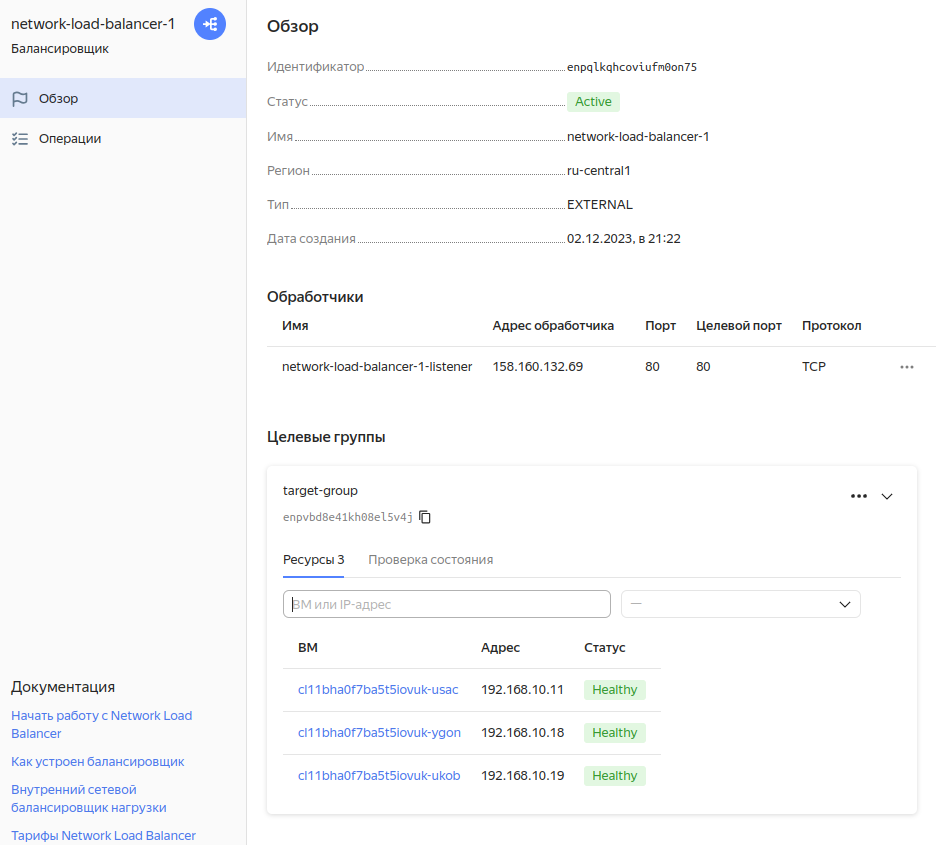 network-load-balancer-1
Балансировщик
Обзор
Операции
Документация
Начать работу с Network Load
Balancer
Как устроен балансировщик
Внутренний сетевой
балансировщик нагрузки
Тарифы Network Load Balancer
Обзор
Идентификатор enpqlkqhcoviufm0on75
Статус Active
Имя network-load-balancer-1
Регион ru-central1
Тип EXTERNAL
Дата создания 02.12.2023, в 21:22
Обработчики
Имя Адрес обработчика Порт Целевой порт Протокол
network-load-balancer-1-listener 158.160.132.69 80 80 TCP
Целевые группы
target-group
enpvbd8e41kh08el5v4j
Ресурсы 3 Проверка состояния
ВМ или IP-адрес —
ВМ Адрес Статус
cl11bha0f7ba5t5iovuk-usac 192.168.10.11 Healthy
cl11bha0f7ba5t5iovuk-ygon 192.168.10.18 Healthy
cl11bha0f7ba5t5iovuk-ukob 192.168.10.19 Healthy